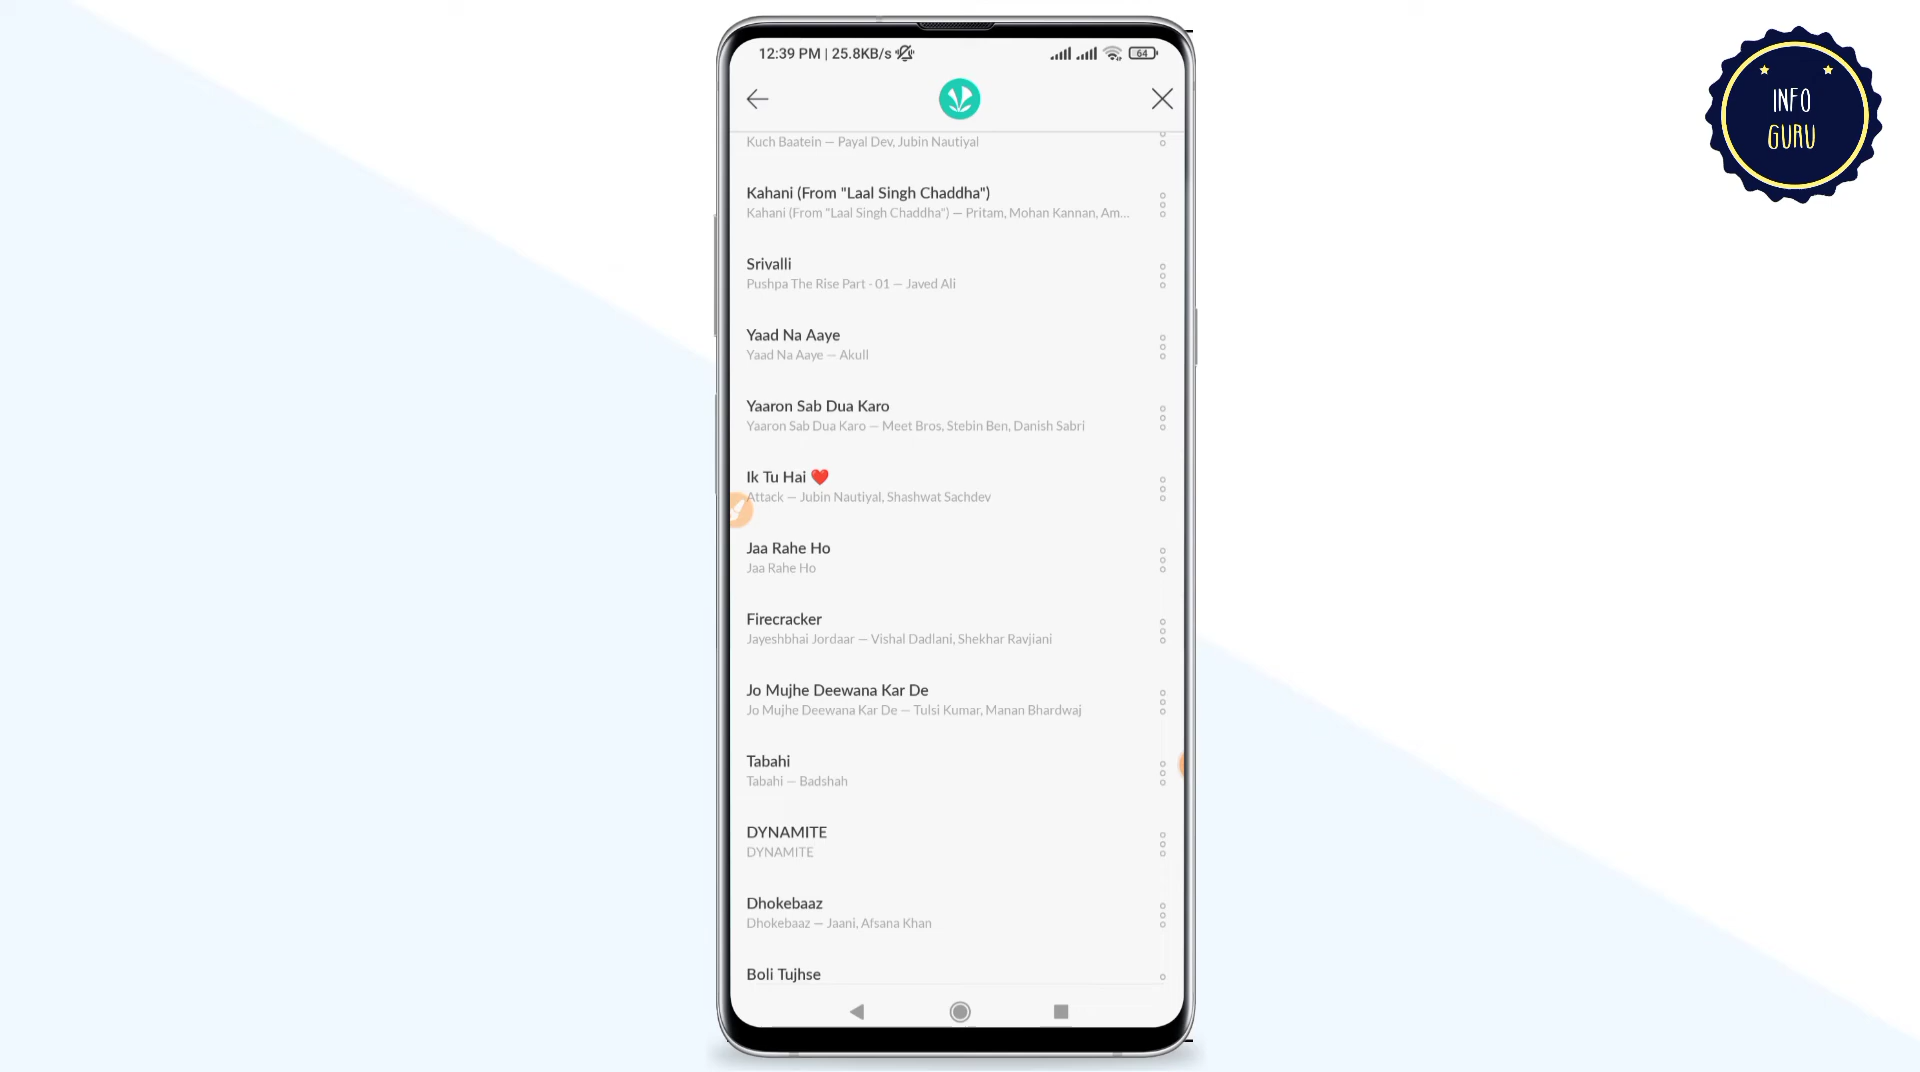 12:39 PM | 25.8KB/s
64
INFO
GURU
Kuch Baatein — Payal Dev, Jubin Nautiyal
Kahani (From "Laal Singh Chaddha")
Kahani (From "Laal Singh Chaddha") — Pritam, Mohan Kannan, Am...
Srivalli
Pushpa The Rise Part - 01 — Javed Ali
Yaad Na Aaye
Yaad Na Aaye — Akull
Yaaron Sab Dua Karo
Yaaron Sab Dua Karo — Meet Bros, Stebin Ben, Danish Sabri
Ik Tu Hai ❤️
Attack — Jubin Nautiyal, Shashwat Sachdev
Jaa Rahe Ho
Jaa Rahe Ho
Firecracker
Jayeshbhai Jordaar — Vishal Dadlani, Shekhar Ravjiani
Jo Mujhe Deewana Kar De
Jo Mujhe Deewana Kar De — Tulsi Kumar, Manan Bhardwaj
Tabahi
Tabahi — Badshah
DYNAMITE
DYNAMITE
Dhokebaaz
Dhokebaaz — Jaani, Afsana Khan
Boli Tujhse